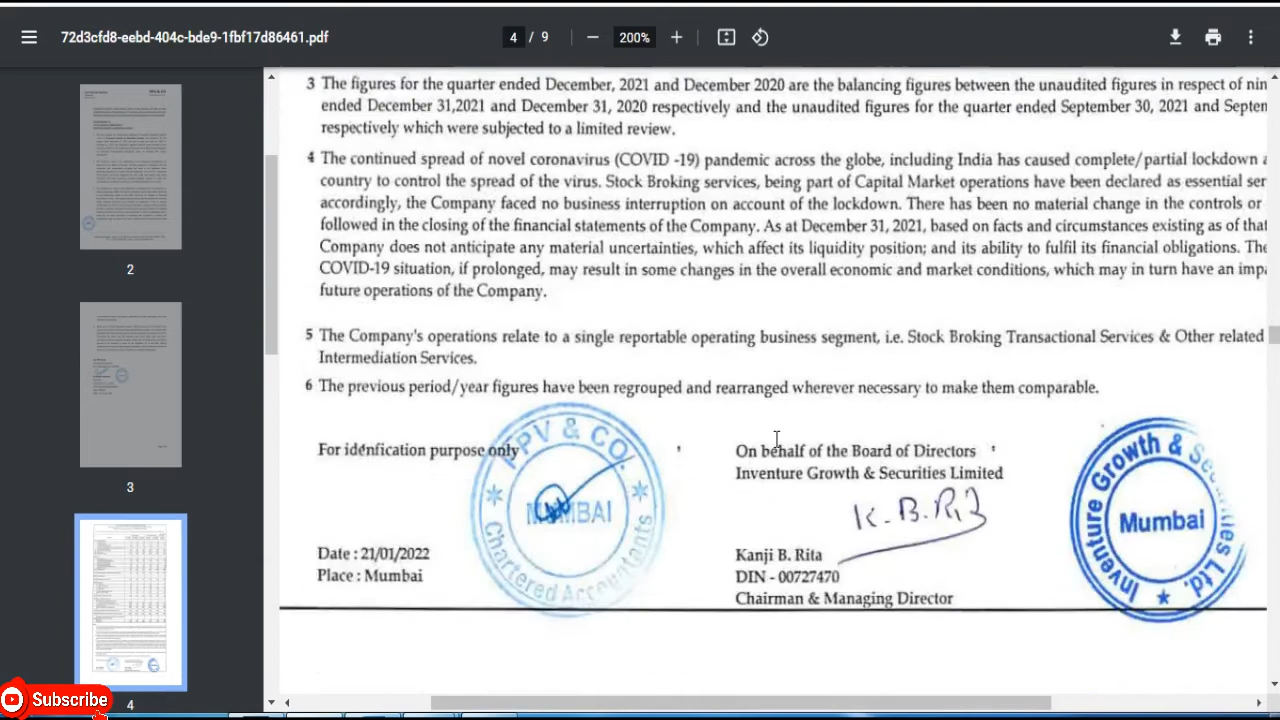 72d3cfd8-eebd-404c-bde9-1fbf17d86461.pdf 4 / 9 200%
3 The figures for the quarter ended December, 2021 and December 2020 are the balancing figures between the unaudited figures in respect of nin
ended December 31,2021 and December 31, 2020 respectively and the unaudited figures for the quarter ended September 30, 2021 and Septen
respectively which were subjected to a limited review.
4 The continued spread of novel coronavirus (COVID -19) pandemic across the globe, including India has caused complete/partial lockdown a
country to control the spread of the virus. Stock Broking services, being part of Capital Market operations have been declared as essential ser
accordingly, the Company faced no business interruption on account of the lockdown. There has been no material change in the controls or
followed in the closing of the financial statements of the Company. As at December 31, 2021, based on facts and circumstances existing as of that
Company does not anticipate any material uncertainties, which affect its liquidity position; and its ability to fulfil its financial obligations. The
COVID-19 situation, if prolonged, may result in some changes in the overall economic and market conditions, which may in turn have an impa
future operations of the Company.
5 The Company's operations relate to a single reportable operating business segment, i.e. Stock Broking Transactional Services & Other related
Intermediation Services.
6 The previous period/year figures have been regrouped and rearranged wherever necessary to make them comparable.
For idenfication purpose only
PPV & CO.
MUMBAI
Chartered Accountants
Date : 21/01/2022
Place : Mumbai
On behalf of the Board of Directors
Inventure Growth & Securities Limited
K. B. Rita
Kanji B. Rita
DIN - 00727470
Chairman & Managing Director
Inventure Growth & Securities Ltd.
Mumbai
2
3
4
Subscribe